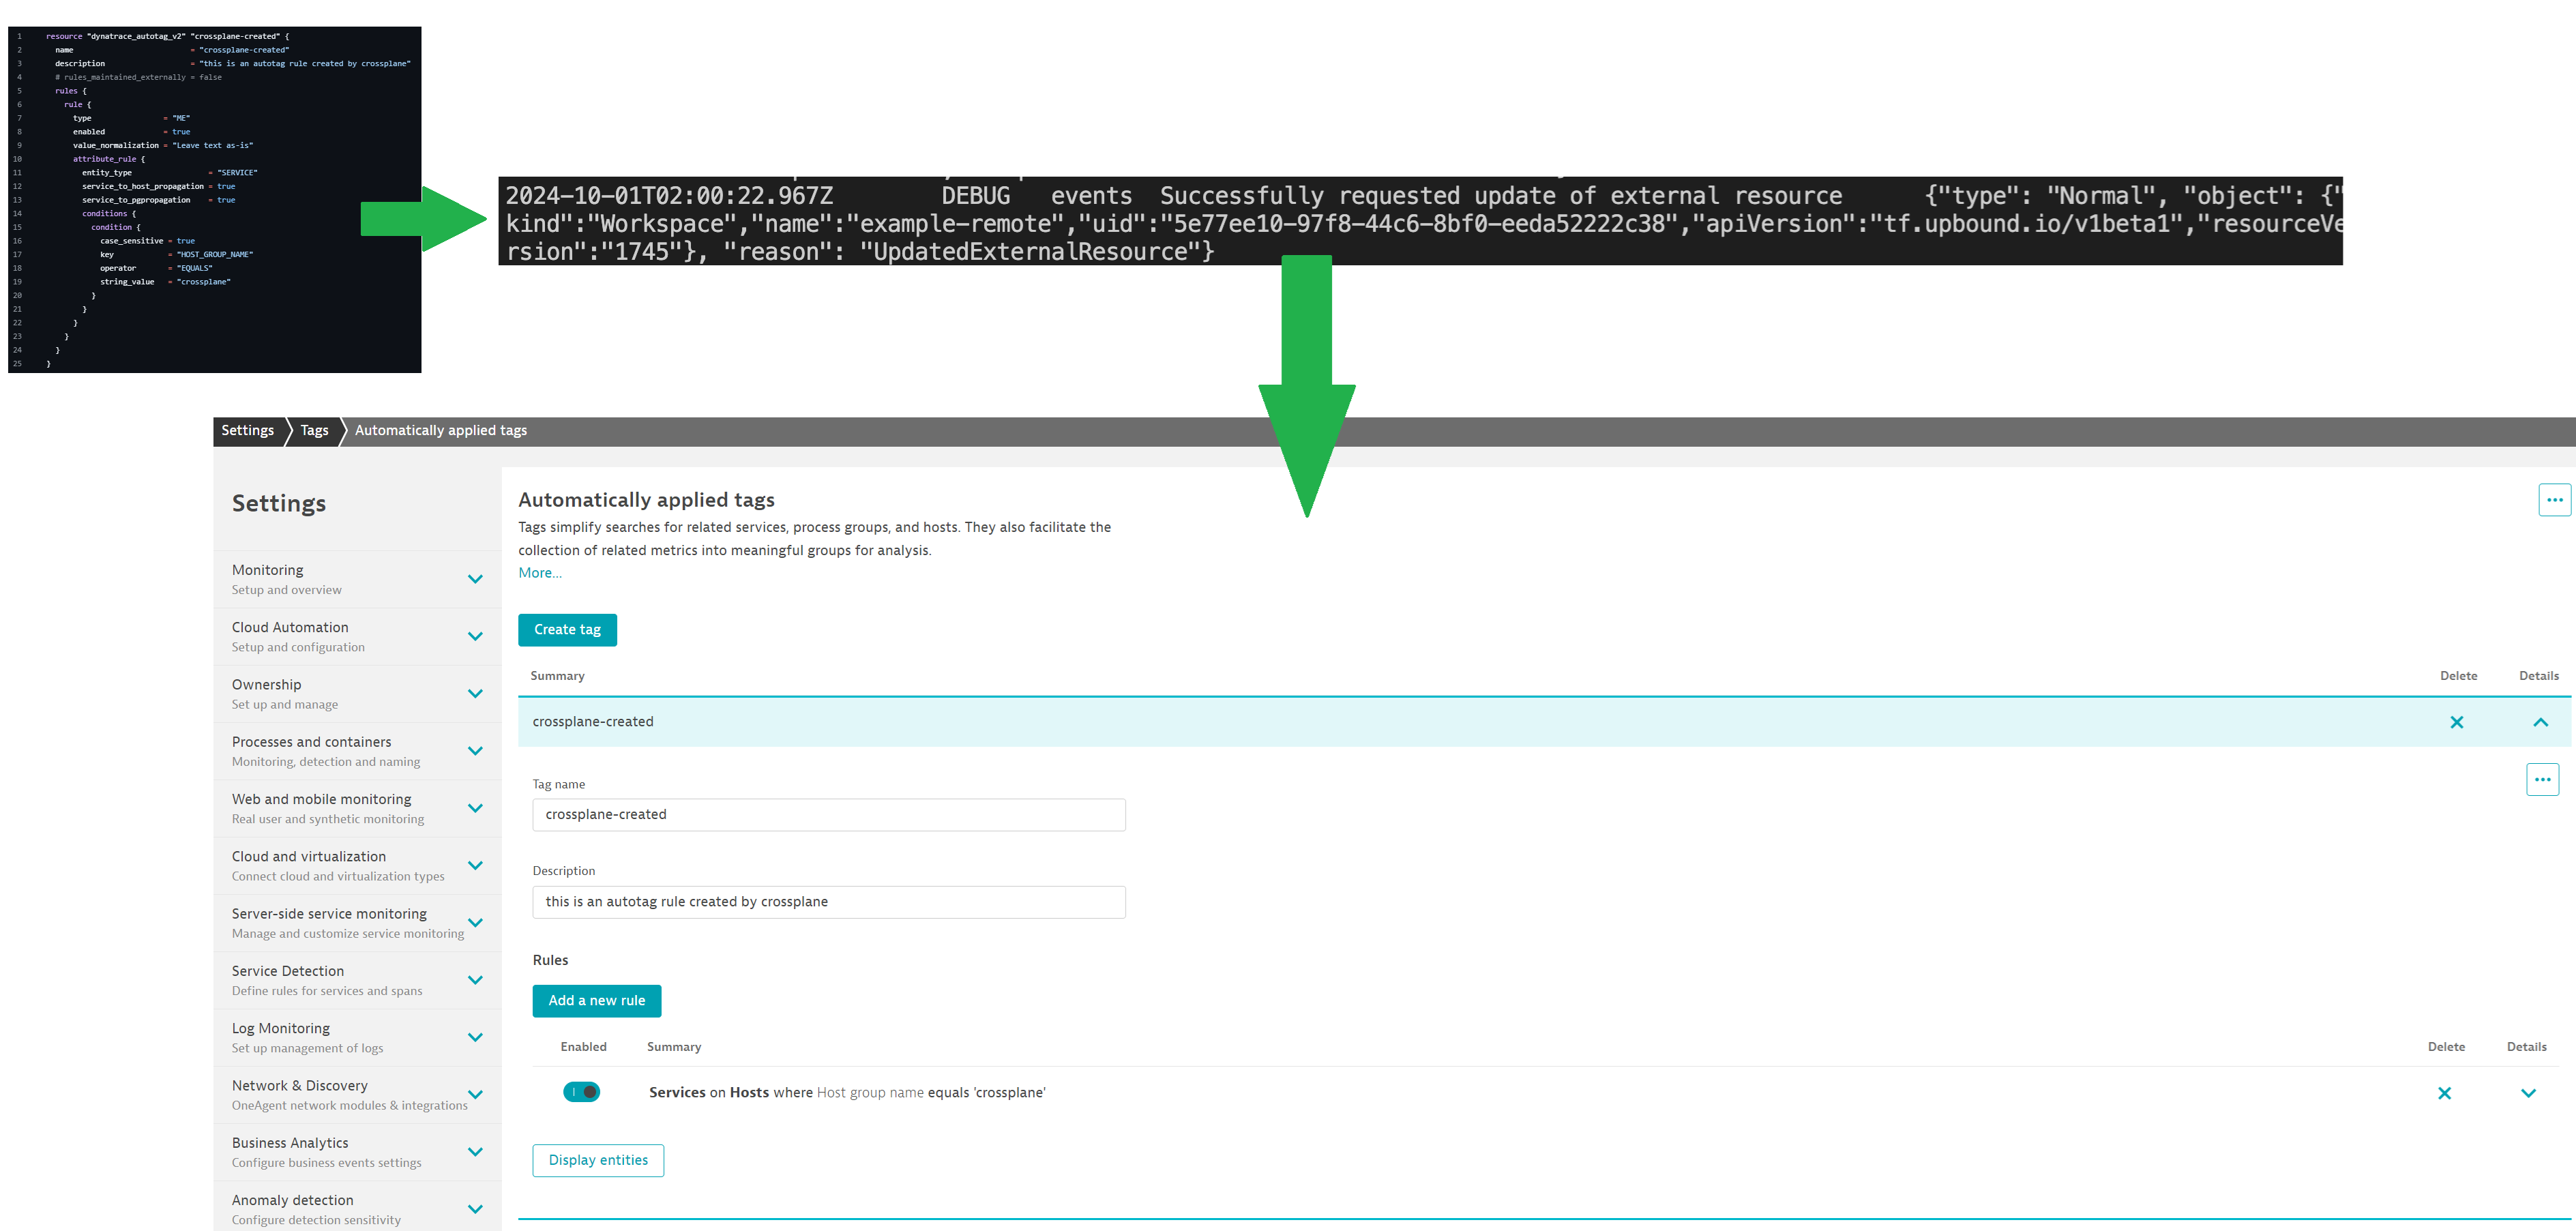 1 resource "dynatrace_autotag_v2" "crossplane-created" {
2 name = "crossplane-created"
3 description = "this is an autotag rule created by crossplane"
4 # rules_maintained_externally = false
5 rules {
6 rule {
7 type = "ME"
8 enabled = true
9 value_normalization = "Leave text as-is"
10 attribute_rule {
11 entity_type = "SERVICE"
12 service_to_host_propagation = true
13 service_to_pgpropagation = true
14 conditions {
15 condition {
16 case_sensitive = true
17 key = "HOST_GROUP_NAME"
18 operator = "EQUALS"
19 string_value = "crossplane"
20 }
21 }
22 }
23 }
24 }
25 }
2024-10-01T02:00:22.967Z DEBUG events Successfully requested update of external resource {"type": "Normal", "object": {"
kind":"Workspace","name":"example-remote","uid":"5e77ee10-97f8-44c6-8bf0-eeda52222c38","apiVersion":"tf.upbound.io/v1beta1","resourceVe
rsion":"1745"}, "reason": "UpdatedExternalResource"}
Settings Tags Automatically applied tags
Settings
Monitoring
Setup and overview
Cloud Automation
Setup and configuration
Ownership
Set up and manage
Processes and containers
Monitoring, detection and naming
Web and mobile monitoring
Real user and synthetic monitoring
Cloud and virtualization
Connect cloud and virtualization types
Server-side service monitoring
Manage and customize service monitoring
Service Detection
Define rules for services and spans
Log Monitoring
Set up management of logs
Network & Discovery
OneAgent network modules & integrations
Business Analytics
Configure business events settings
Anomaly detection
Configure detection sensitivity
Automatically applied tags
Tags simplify searches for related services, process groups, and hosts. They also facilitate the
collection of related metrics into meaningful groups for analysis.
More...
Create tag
Summary Delete Details
crossplane-created
Tag name
crossplane-created
Description
this is an autotag rule created by crossplane
Rules
Add a new rule
Enabled Summary Delete Details
Services on Hosts where Host group name equals 'crossplane'
Display entities